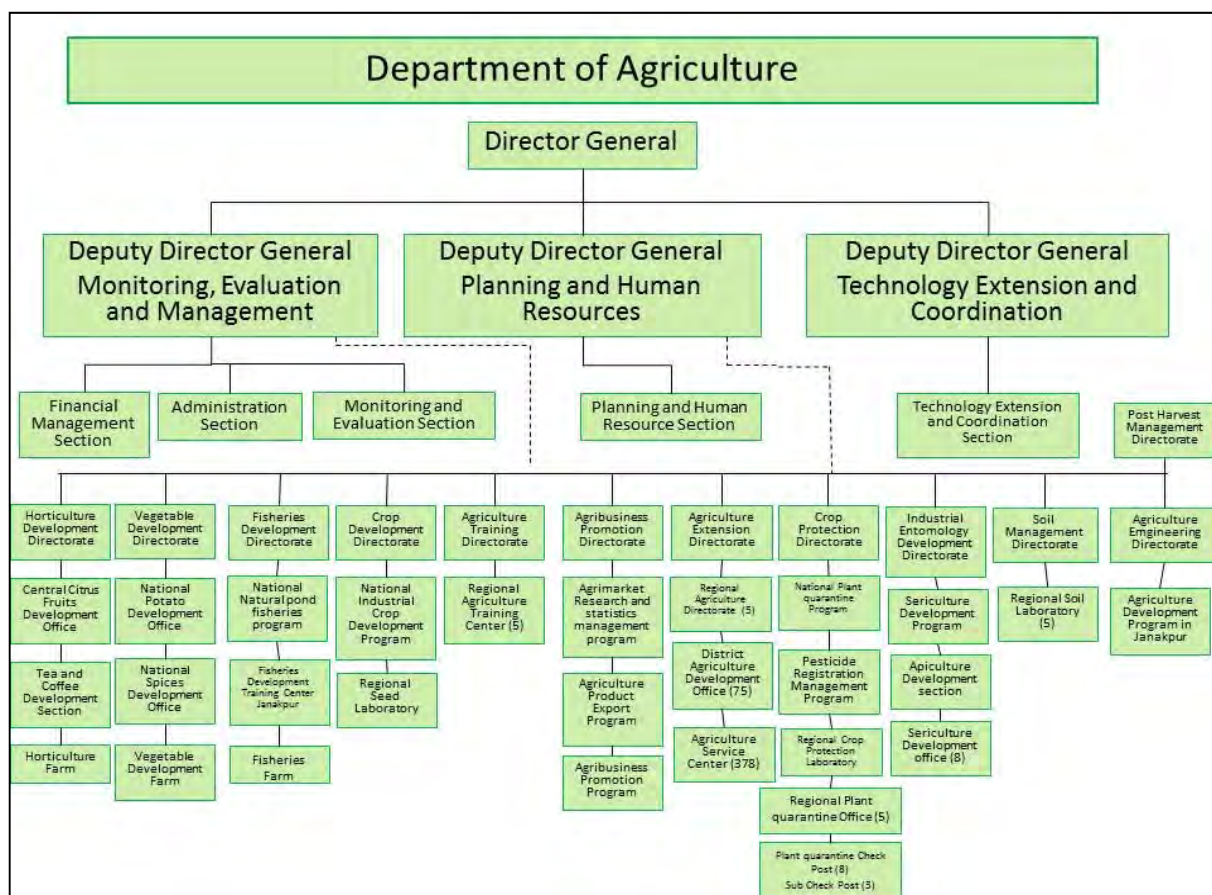 Department of Agriculture
Director General
Deputy Director General
Monitoring, Evaluation
and Management
Deputy Director General
Planning and Human
Resources
Deputy Director General
Technology Extension and
Coordination
Financial
Management
Section
Administration
Section
Monitoring and
Evaluation Section
Planning and Human
Resource Section
Technology Extension
and Coordination
Section
Post Harvest
Management
Directorate
Horticulture
Development
Directorate
Vegetable
Development
Directorate
Fisheries
Development
Directorate
Crop
Development
Directorate
Agriculture
Training
Directorate
Agribusiness
Promotion
Directorate
Agriculture
Extension
Directorate
Crop
Protection
Directorate
Industrial
Entomology
Development
Directorate
Soil
Management
Directorate
Agriculture
Emgineering
Directorate
Central Citrus
Fruits
Development
Office
National
Potato
Development
Office
National
Natural pond
fisheries
program
National
Industrial
Crop
Development
Program
Regional
Agriculture
Training
Center (5)
Agrimarket
Research and
statistics
management
program
Regional
Agriculture
Directorate (5)
National Plant
quarantine
Program
Sericulture
Development
Program
Regional Soil
Laboratory
(5)
Agriculture
Development
Program in
Janakpur
Tea and
Coffee
Development
Section
National
Spices
Development
Office
Fisheries
Development
Training Center
Janakpur
Regional
Seed
Laboratory
Agriculture
Product
Export
Program
District
Agriculture
Development
Office (75)
Pesticide
Registration
Management
Program
Apiculture
Development
section
Horticulture
Farm
Vegetable
Development
Farm
Fisheries
Farm
Agribusiness
Promotion
Program
Agriculture
Service
Center (378)
Regional Crop
Protection
Laboratory
Sericulture
Development
office (8)
Regional Plant
quarantine Office (5)
Plant quarantine Check
Post (8)
Sub Check Post (3)